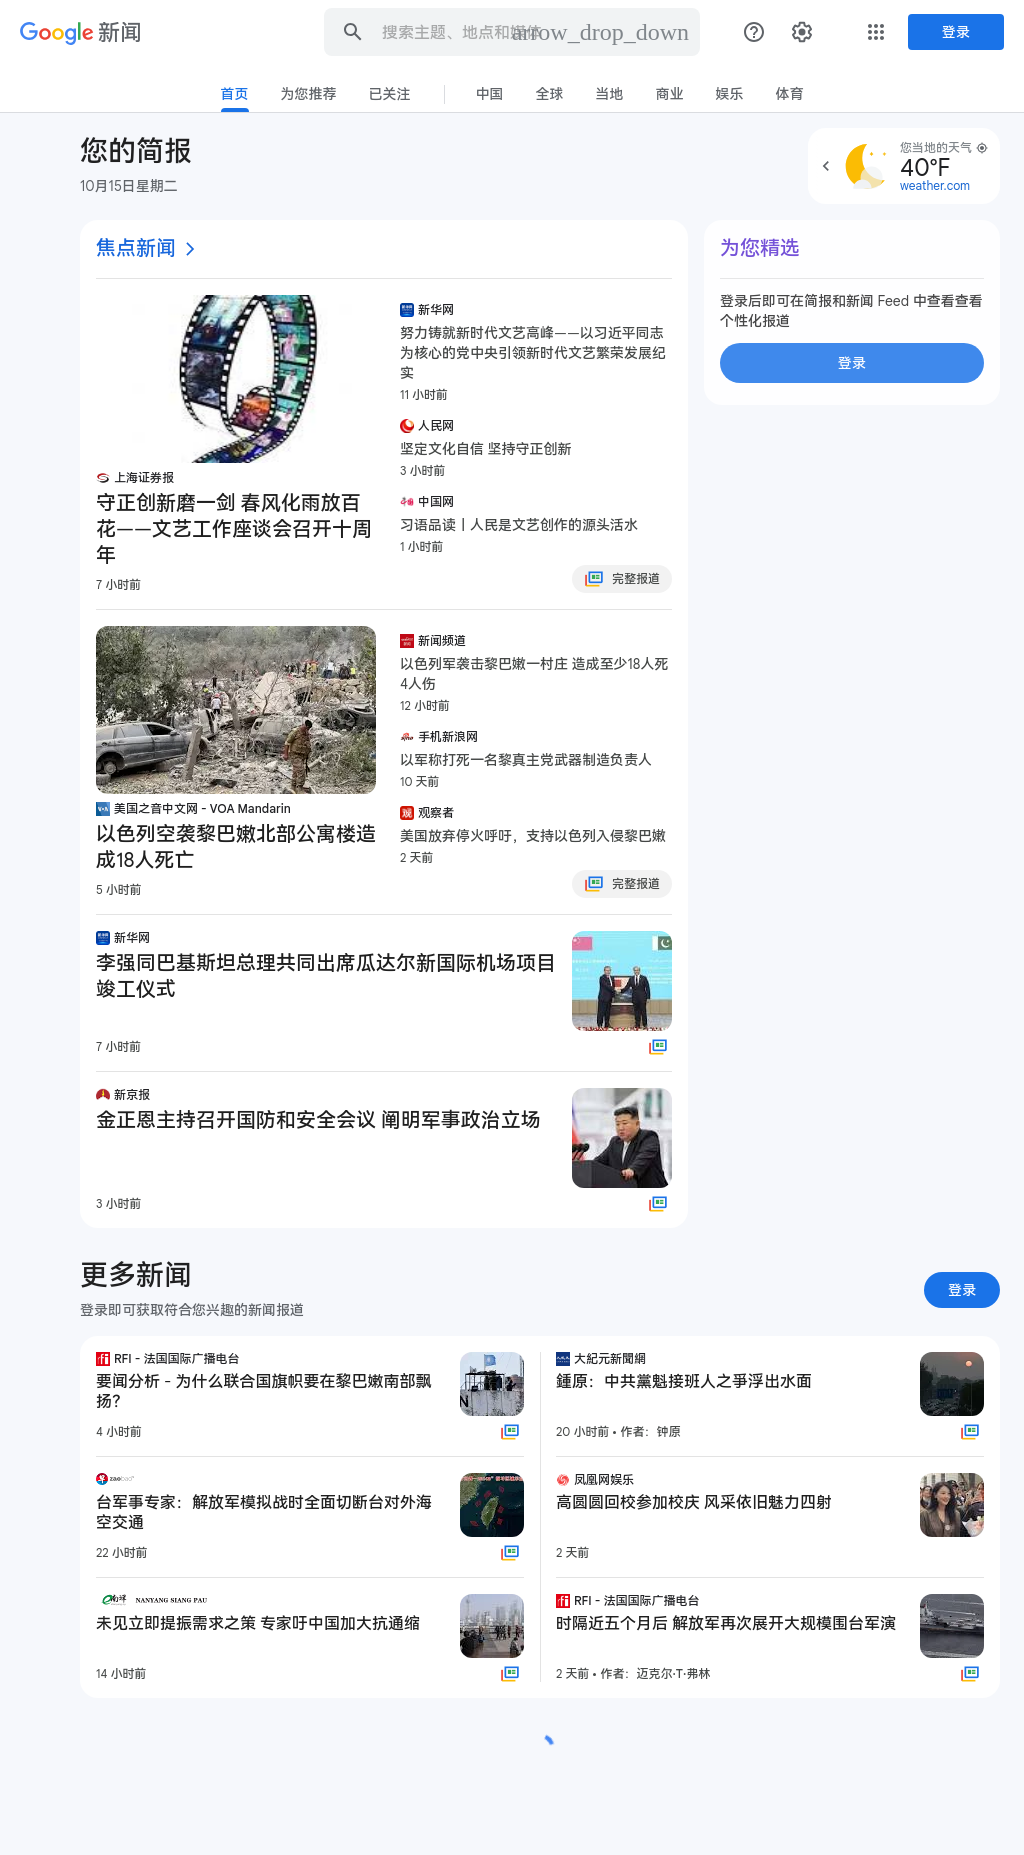 Google 新闻
搜索主题、地点和媒体
arrow_drop_down
登录
首页
为您推荐
已关注
中国
全球
当地
商业
娱乐
体育
您的简报
10月15日星期二
您当地的天气
40°F
weather.com
焦点新闻
上海证券报
守正创新磨一剑 春风化雨放百
花——文艺工作座谈会召开十周
年
7 小时前
新华网
努力铸就新时代文艺高峰——以习近平同志
为核心的党中央引领新时代文艺繁荣发展纪
实
11 小时前
人民网
坚定文化自信 坚持守正创新
3 小时前
中国网
习语品读丨人民是文艺创作的源头活水
1 小时前
完整报道
为您精选
登录后即可在简报和新闻 Feed 中查看查看
个性化报道
登录
美国之音中文网 - VOA Mandarin
以色列空袭黎巴嫩北部公寓楼造
成18人死亡
5 小时前
新闻频道
以色列军袭击黎巴嫩一村庄 造成至少18人死
4人伤
12 小时前
手机新浪网
以军称打死一名黎真主党武器制造负责人
10 天前
观察者
美国放弃停火呼吁，支持以色列入侵黎巴嫩
2 天前
完整报道
新华网
李强同巴基斯坦总理共同出席瓜达尔新国际机场项目
竣工仪式
7 小时前
新京报
金正恩主持召开国防和安全会议 阐明军事政治立场
3 小时前
更多新闻
登录即可获取符合您兴趣的新闻报道
登录
RFI - 法国国际广播电台
要闻分析 - 为什么联合国旗帜要在黎巴嫩南部飘
扬?
4 小时前
大紀元新聞網
鍾原：中共黨魁接班人之爭浮出水面
20 小时前 • 作者：钟原
zaobao
台军事专家：解放军模拟战时全面切断台对外海
空交通
22 小时前
凤凰网娱乐
高圆圆回校参加校庆 风采依旧魅力四射
2 天前
NANYANG SIANG PAU
未见立即提振需求之策 专家吁中国加大抗通缩
14 小时前
RFI - 法国国际广播电台
时隔近五个月后 解放军再次展开大规模围台军演
2 天前 • 作者：迈克尔·T·弗林